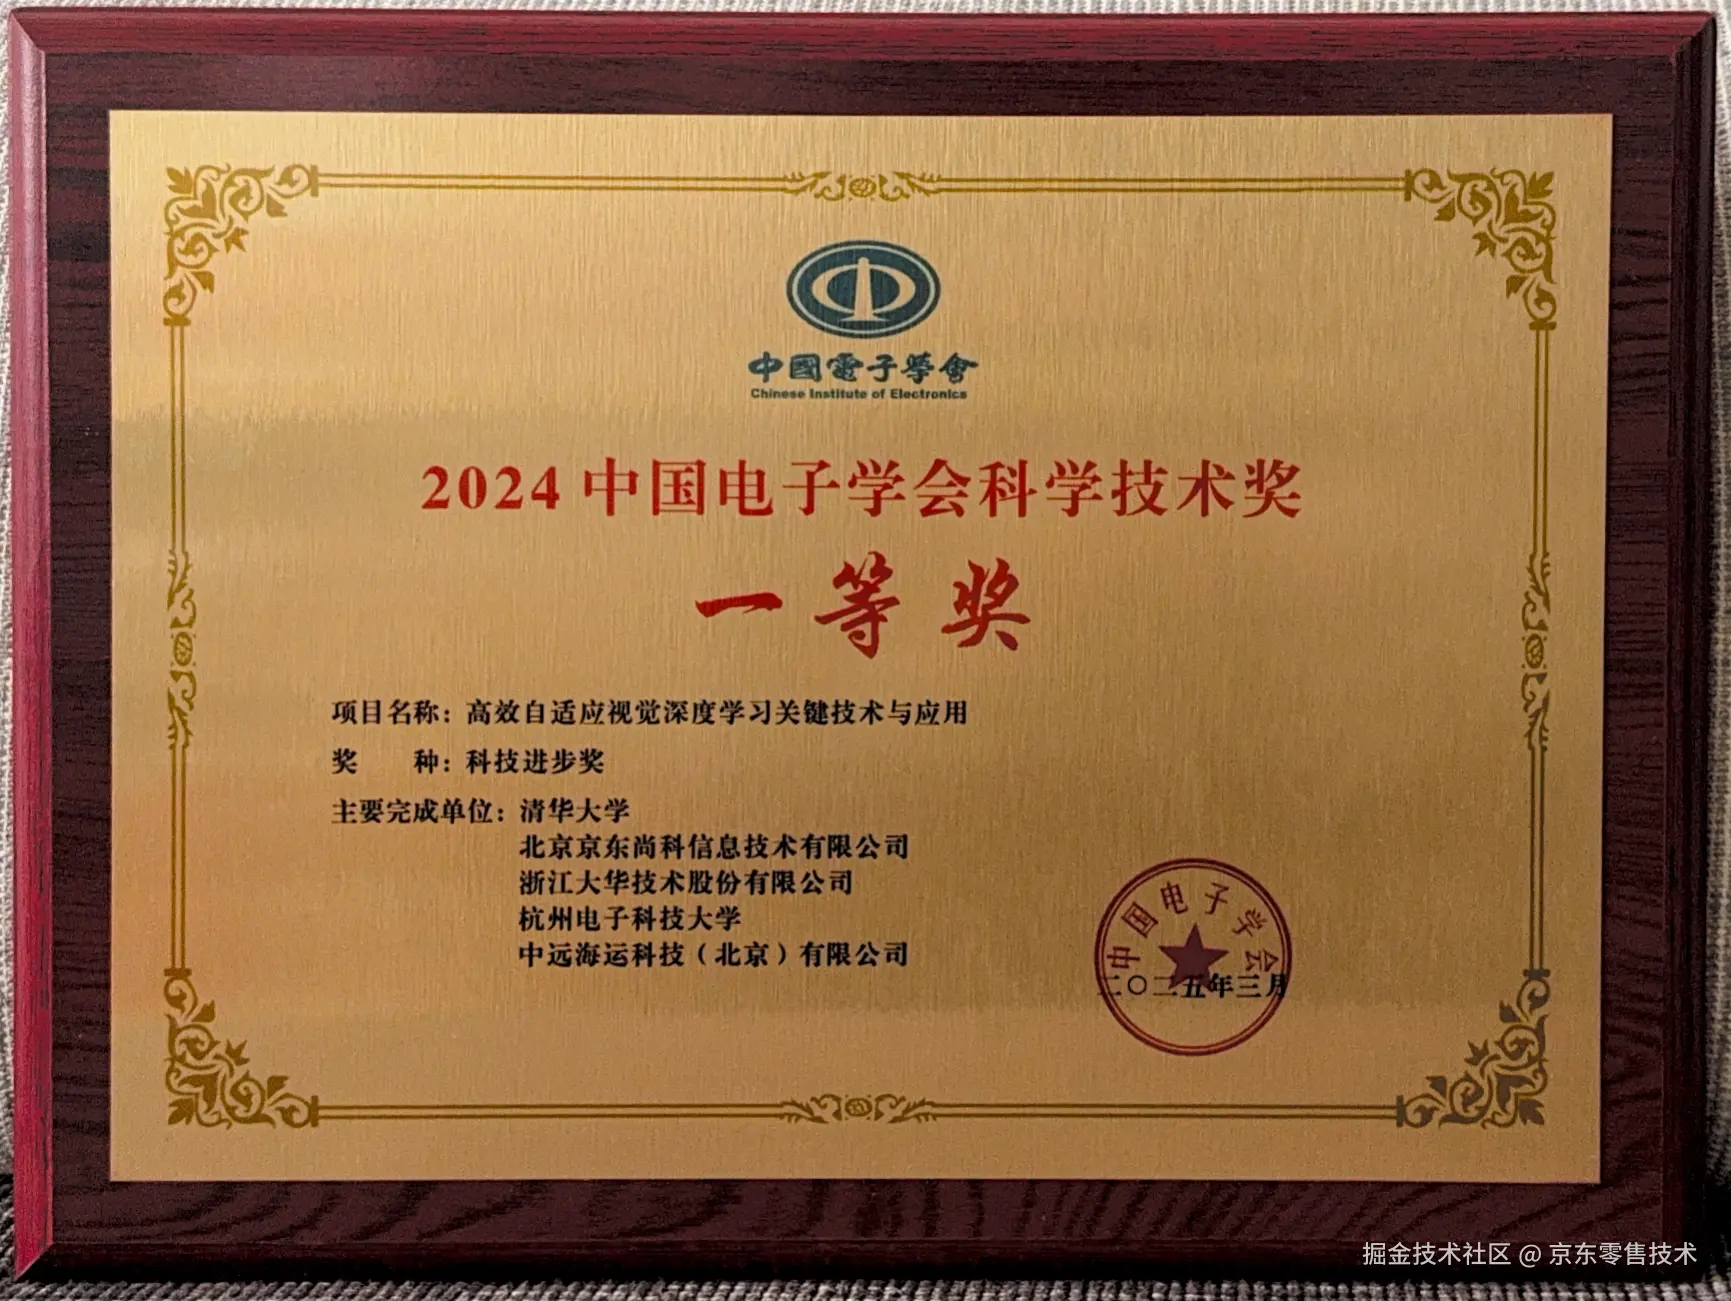 中國電子學會
Chinese Institute of Electronics
2024 中国电子学会科学技术奖
一等奖
项目名称：高效自适应视觉深度学习关键技术与应用
奖　　种：科技进步奖
主要完成单位：清华大学
北京京东尚科信息技术有限公司
浙江大华技术股份有限公司
杭州电子科技大学
中远海运科技（北京）有限公司
中国电子学会
二〇二五年三月
掘金技术社区 @ 京东零售技术